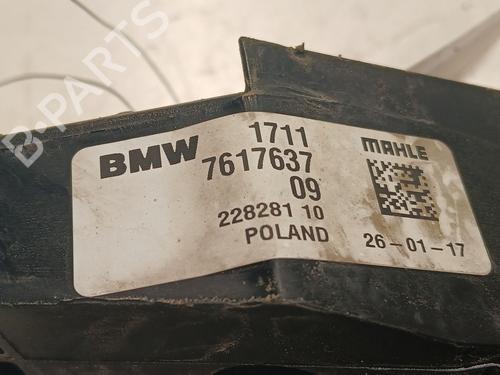 B-PARTS
BMW
1711
7617637
09
228281 10
POLAND
MAHLE
26-01-17